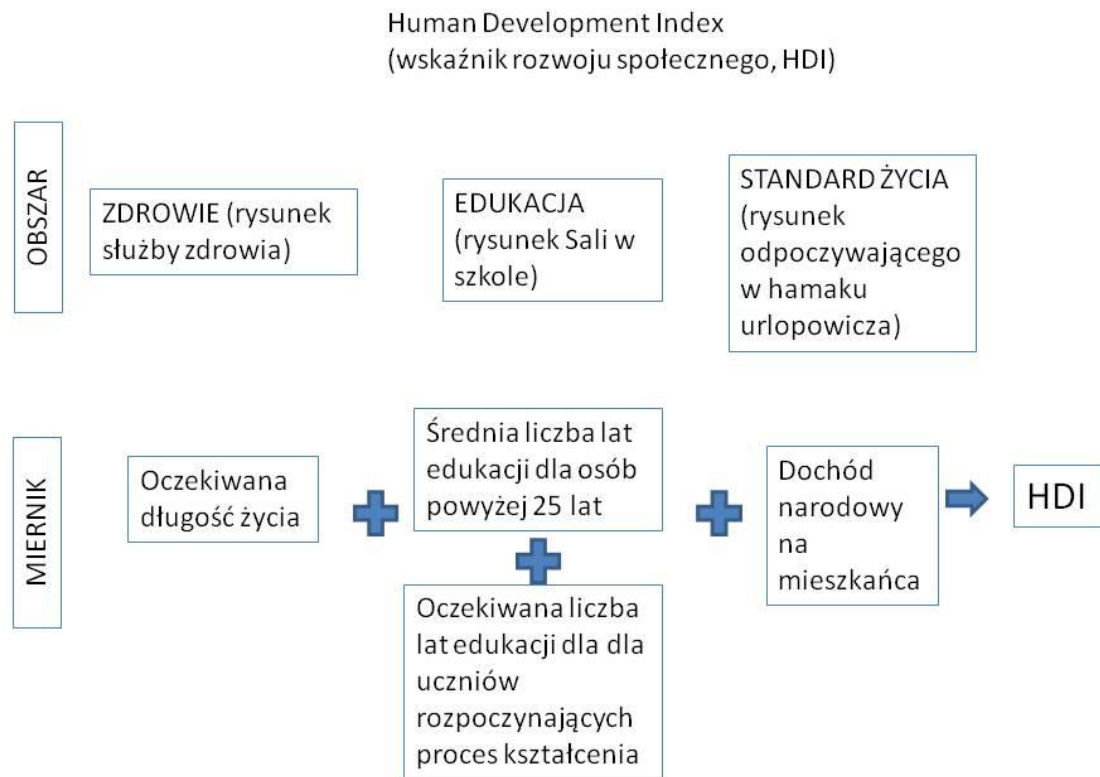 Human Development Index
(wskaźnik rozwoju społecznego, HDI)
OBSZAR
ZDROWIE (rysunek
służby zdrowia)
EDUKACJA
(rysunek Sali w
szkole)
STANDARD ŻYCIA
(rysunek
odpoczywającego
w hamaku
urlopowicza)
MIERNIK
Oczekiwana
długość życia
Średnia liczba lat
edukacji dla osób
powyżej 25 lat
Oczekiwana liczba
lat edukacji dla dla
uczniów
rozpoczynających
proces kształcenia
Dochód
narodowy
na
mieszkańca
HDI